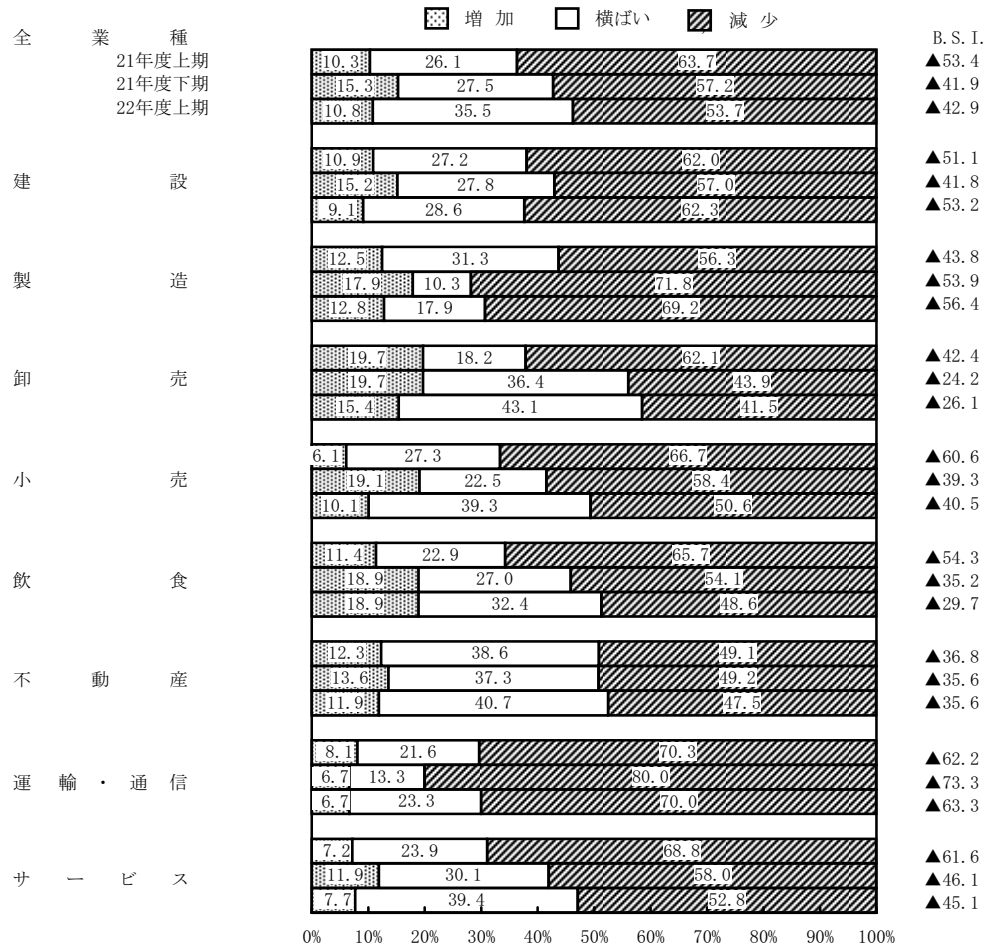 増 加 横ばい 減 少
全 業 種 B.S.I.
21年度上期 10.3 26.1 63.7 ▲53.4
21年度下期 15.3 27.5 57.2 ▲41.9
22年度上期 10.8 35.5 53.7 ▲42.9
10.9 27.2 62.0 ▲51.1
建 設 15.2 27.8 57.0 ▲41.8
9.1 28.6 62.3 ▲53.2
12.5 31.3 56.3 ▲43.8
製 造 17.9 10.3 71.8 ▲53.9
12.8 17.9 69.2 ▲56.4
19.7 18.2 62.1 ▲42.4
卸 売 19.7 36.4 43.9 ▲24.2
15.4 43.1 41.5 ▲26.1
6.1 27.3 66.7 ▲60.6
小 売 19.1 22.5 58.4 ▲39.3
10.1 39.3 50.6 ▲40.5
11.4 22.9 65.7 ▲54.3
飲 食 18.9 27.0 54.1 ▲35.2
18.9 32.4 48.6 ▲29.7
12.3 38.6 49.1 ▲36.8
不 動 産 13.6 37.3 49.2 ▲35.6
11.9 40.7 47.5 ▲35.6
8.1 21.6 70.3 ▲62.2
運 輸 ・ 通 信 6.7 13.3 80.0 ▲73.3
6.7 23.3 70.0 ▲63.3
7.2 23.9 68.8 ▲61.6
サ ー ビ ス 11.9 30.1 58.0 ▲46.1
7.7 39.4 52.8 ▲45.1
0% 10% 20% 30% 40% 50% 60% 70% 80% 90% 100%